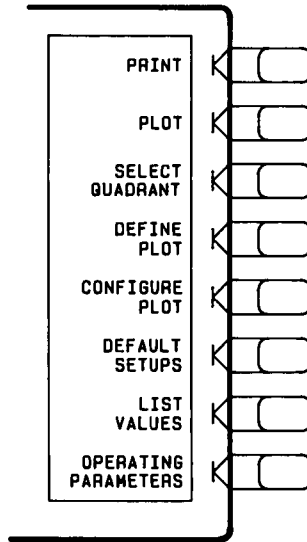 PRINT
PLOT
SELECT
QUADRANT
DEFINE
PLOT
CONFIGURE
PLOT
DEFAULT
SETUPS
LIST
VALUES
OPERATING
PARAMETERS